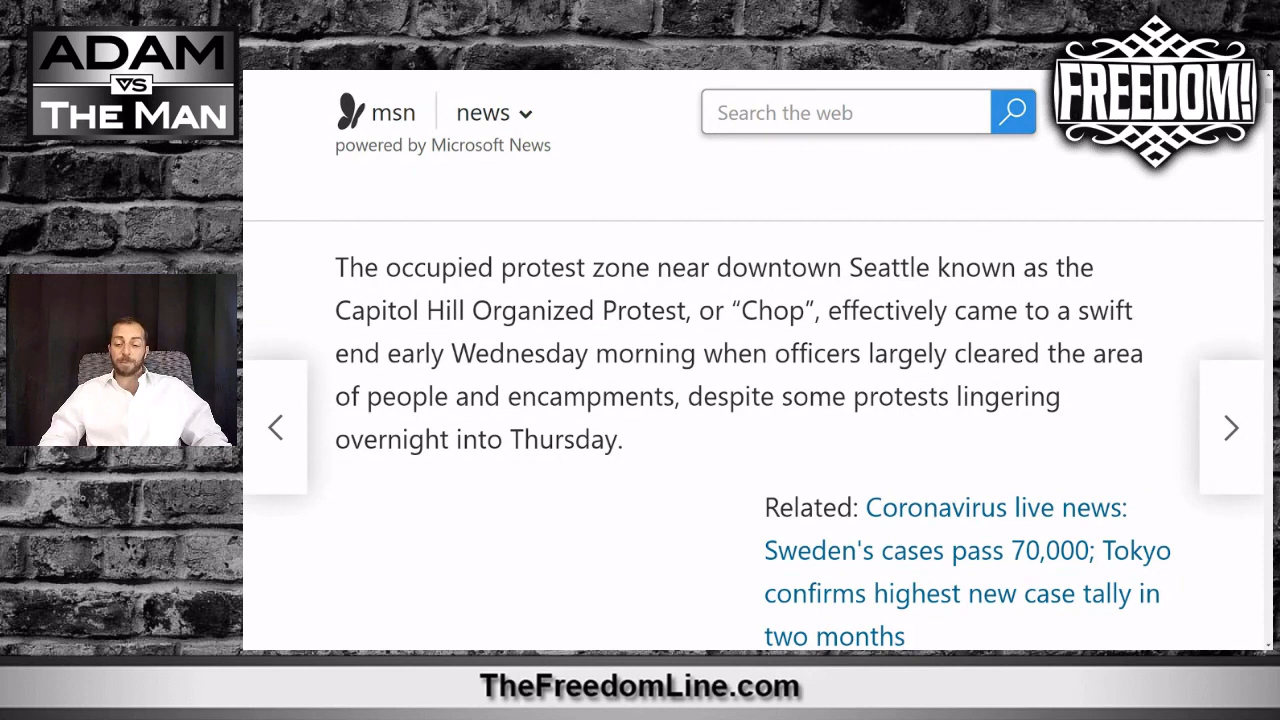 ADAM
VS
THE MAN
FREEDOM!
msn
news
Search the web
powered by Microsoft News
The occupied protest zone near downtown Seattle known as the
Capitol Hill Organized Protest, or “Chop”, effectively came to a swift
end early Wednesday morning when officers largely cleared the area
of people and encampments, despite some protests lingering
overnight into Thursday.
Related: Coronavirus live news:
Sweden's cases pass 70,000; Tokyo
confirms highest new case tally in
two months
TheFreedomLine.com